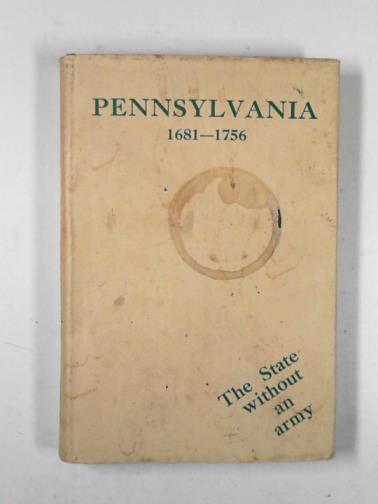 PENNSYLVANIA
1681—1756
The State
without
an
army